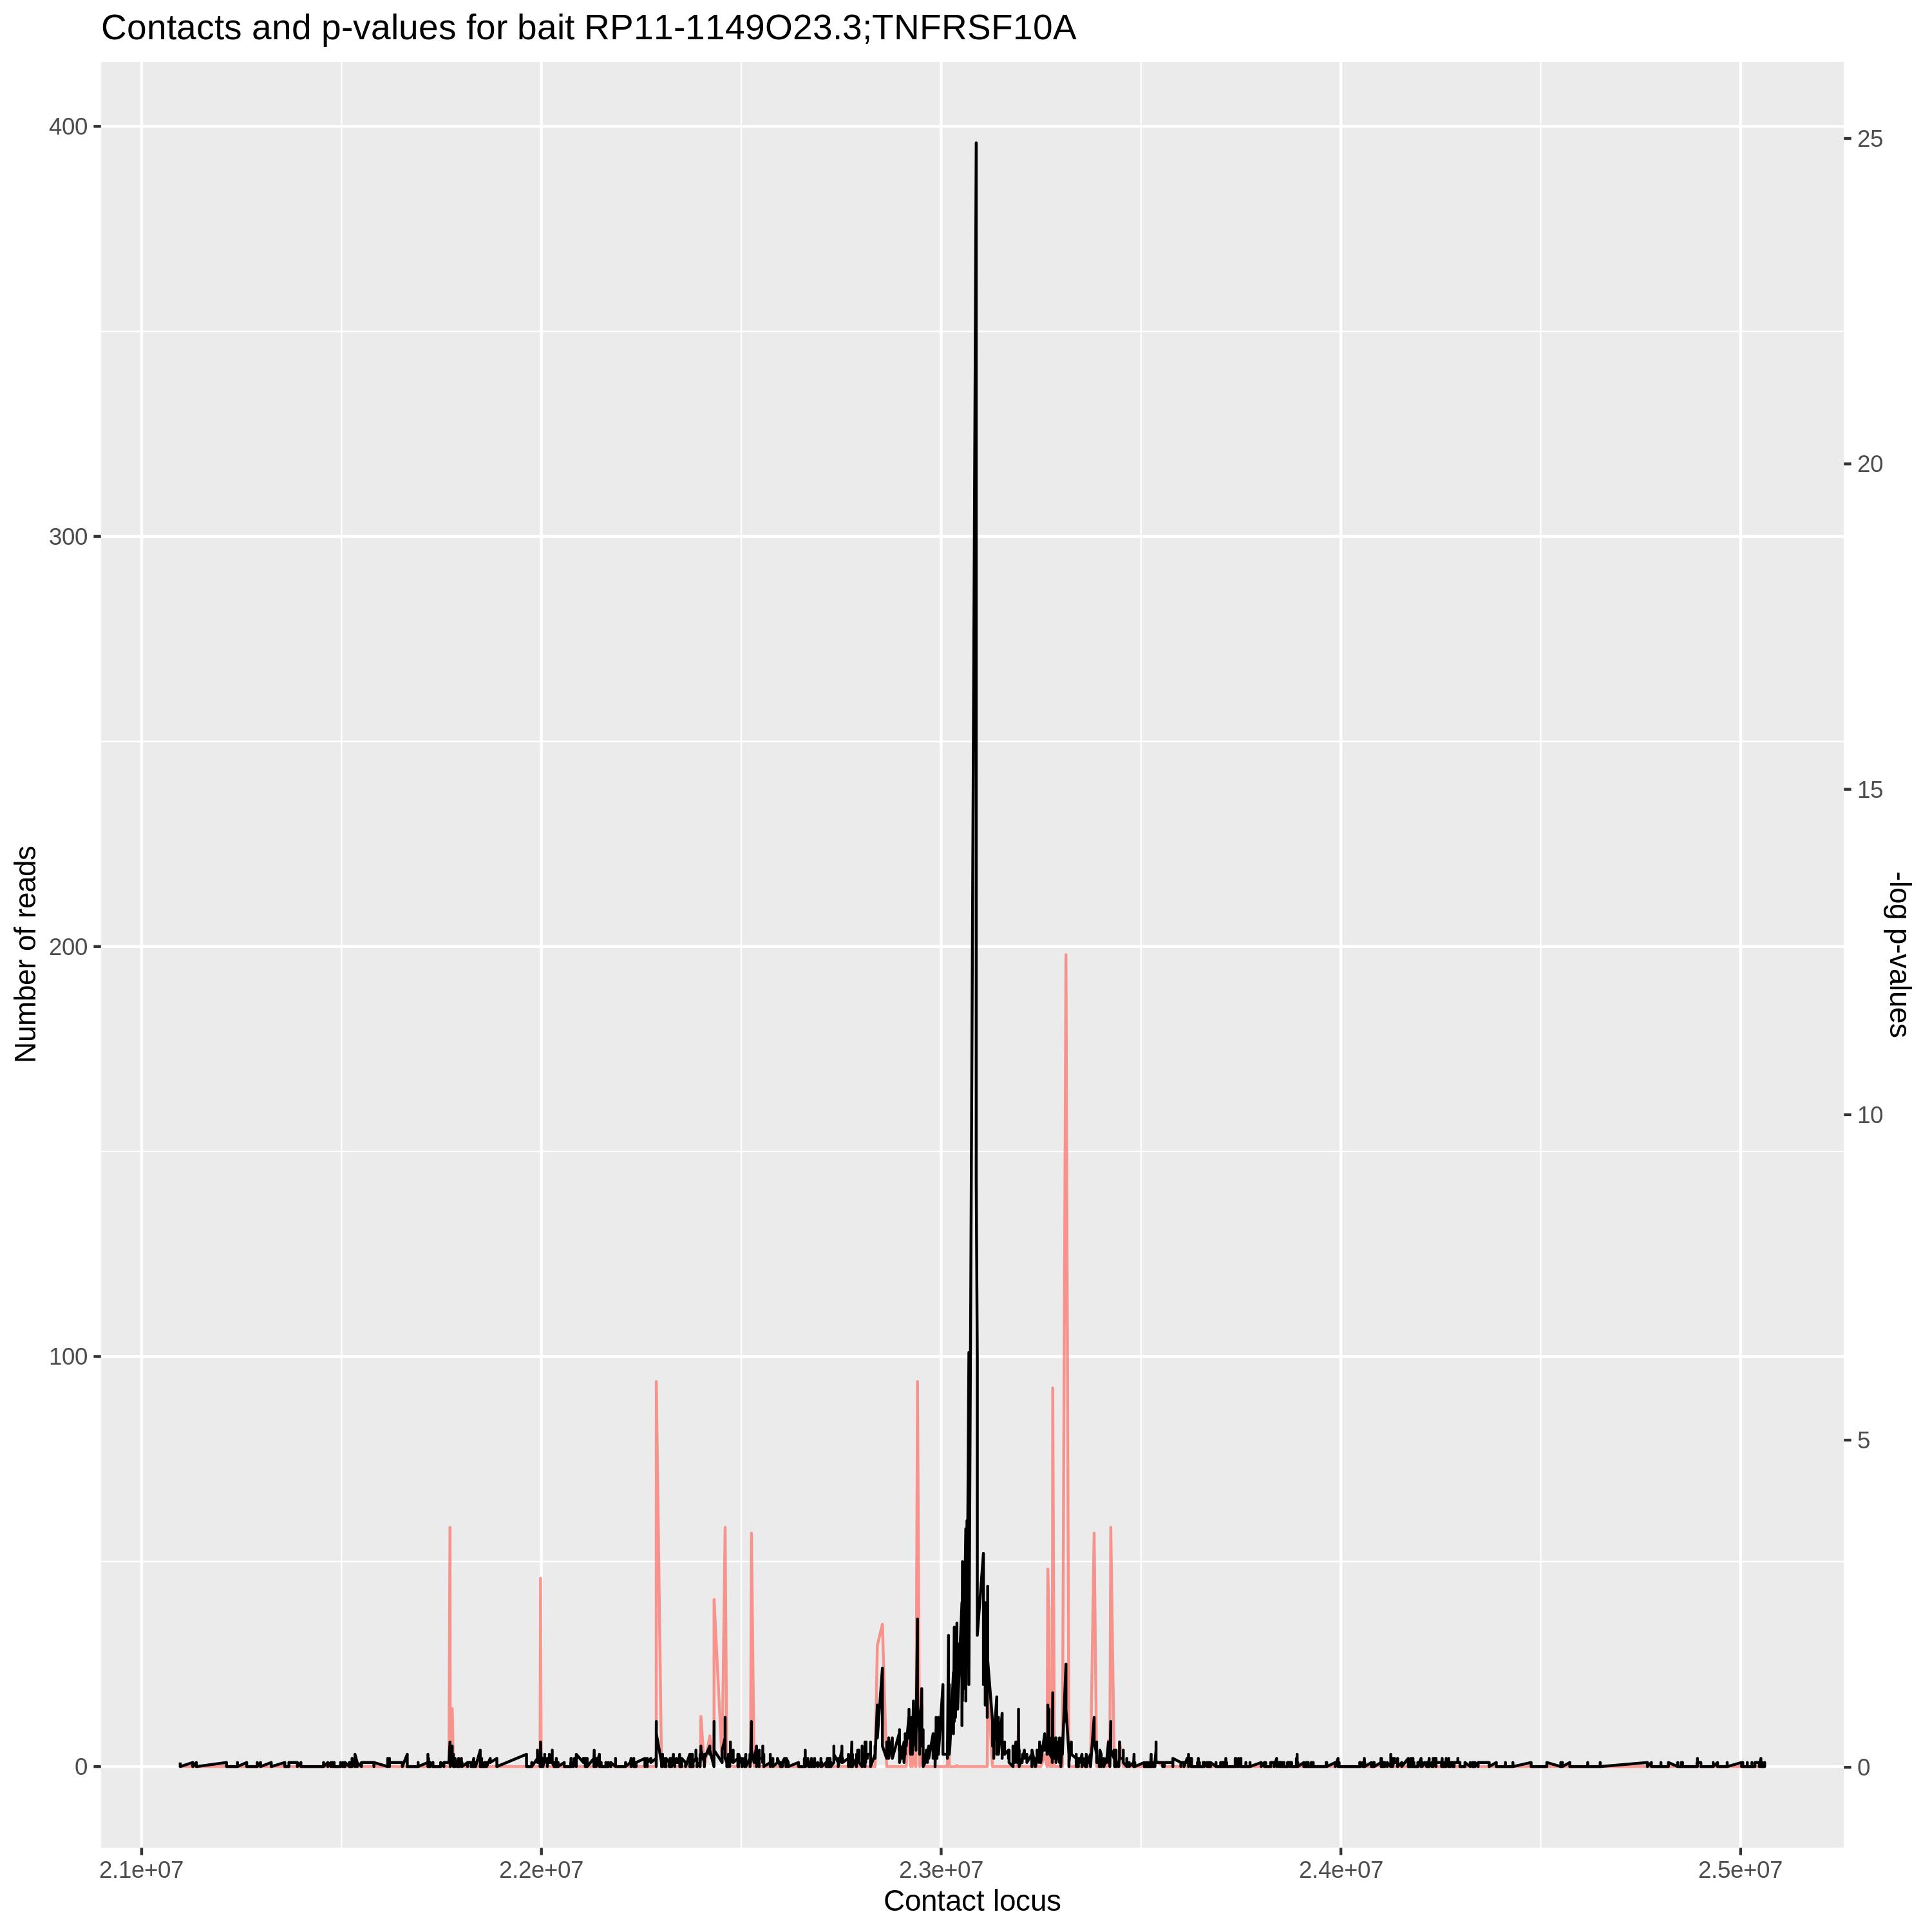 Contacts and p-values for bait RP11-1149O23.3;TNFRSF10A
400
300
200
100
0
Number of reads
25
20
15
10
5
0
-log p-values
2.1e+07 2.2e+07 2.3e+07 2.4e+07 2.5e+07
Contact locus